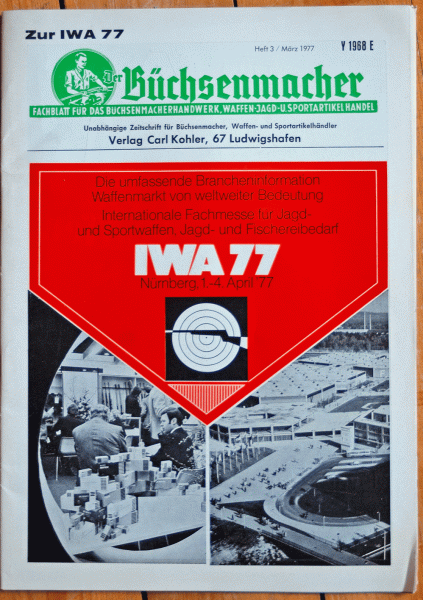 Zur IWA 77
Heft 3 / März 1977
Y 1968 E
Der Büchsenmacher
FACHBLATT FÜR DAS BÜCHSENMACHERHANDWERK, WAFFEN-JAGD-U.SPORTARTIKELHANDEL
Unabhängige Zeitschrift für Büchsenmacher, Waffen- und Sportartikelhändler
Verlag Carl Kohler, 67 Ludwigshafen
Die umfassende Brancheninformation
Waffenmarkt von weltweiter Bedeutung
Internationale Fachmesse für Jagd-
und Sportwaffen, Jagd- und Fischereibedarf
IWA 77
Nürnberg, 1.-4. April '77